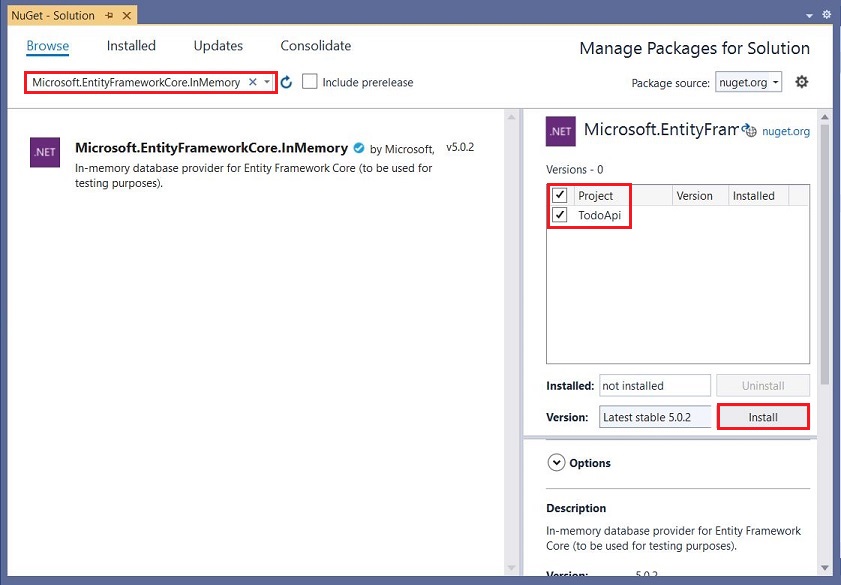 NuGet - Solution
Browse Installed Updates Consolidate
Manage Packages for Solution
Microsoft.EntityFrameworkCore.InMemory
Include prerelease
Package source: nuget.org
.NET
Microsoft.EntityFrameworkCore.InMemory by Microsoft, v5.0.2
In-memory database provider for Entity Framework Core (to be used for
testing purposes).
.NET
Microsoft.EntityFram nuget.org
Versions - 0
Project Version Installed
TodoApi
Installed: not installed Uninstall
Version: Latest stable 5.0.2 Install
Options
Description
In-memory database provider for Entity Framework
Core (to be used for testing purposes).
Version: 5.0.2